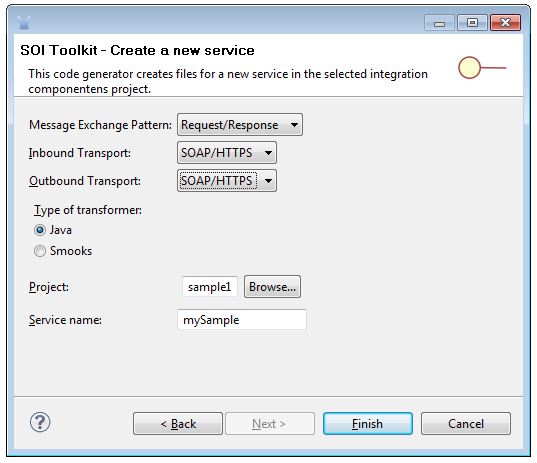 SOI Toolkit - Create a new service
This code generator creates files for a new service in the selected integration
componentens project.
Message Exchange Pattern: Request/Response
Inbound Transport: SOAP/HTTPS
Outbound Transport: SOAP/HTTPS
Type of transformer:
Java
Smooks
Project: sample1 Browse...
Service name: mySample
? < Back Next > Finish Cancel